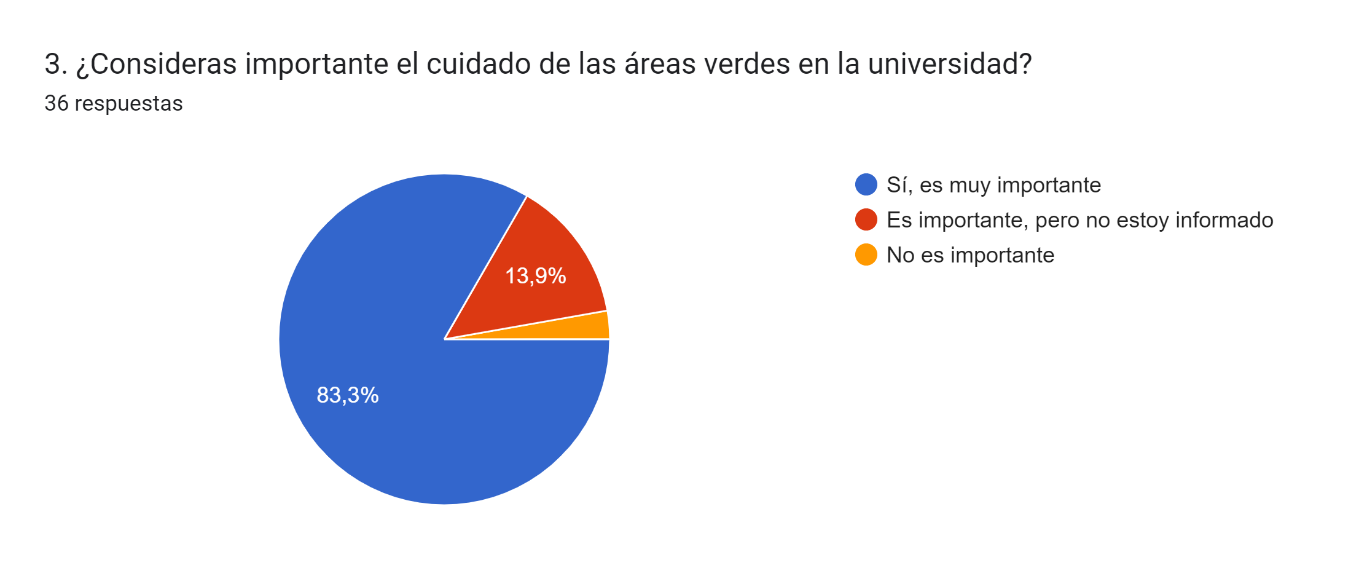 3. ¿Consideras importante el cuidado de las áreas verdes en la universidad?
36 respuestas
Sí, es muy importante
Es importante, pero no estoy informado
No es importante
13,9%
83,3%